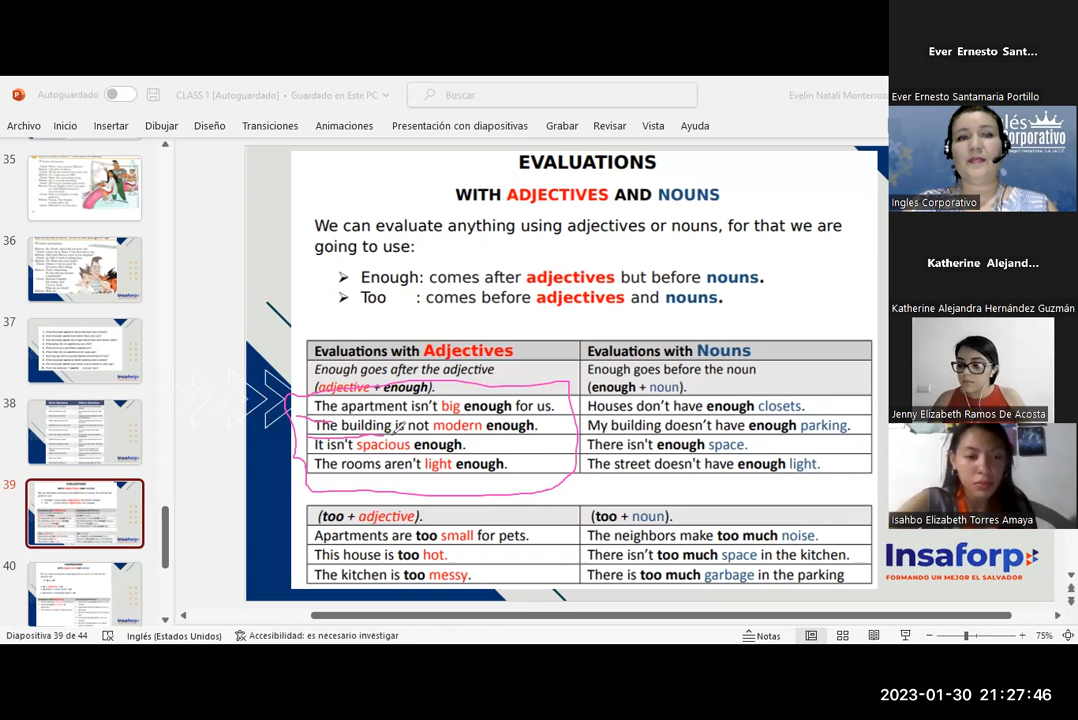 Ever Ernesto Sant...
Autoguardado
CLASS 1 [Autoguardado] • Guardado en Este PC
Buscar
Evelin Natali Monterroz
Ever Ernesto Santamaria Portillo
Archivo Inicio Insertar Dibujar Diseño Transiciones Animaciones Presentación con diapositivas Grabar Revisar Vista Ayuda
Ingles Corporativo
35
36
37
38
39
40
EVALUATIONS
WITH ADJECTIVES AND NOUNS
We can evaluate anything using adjectives or nouns, for that we are
going to use:
Enough: comes after adjectives but before nouns.
Too : comes before adjectives and nouns.
Evaluations with Adjectives Evaluations with Nouns
Enough goes after the adjective Enough goes before the noun
(adjective + enough). (enough + noun).
The apartment isn't big enough for us. Houses don't have enough closets.
The building is not modern enough. My building doesn't have enough parking.
It isn't spacious enough. There isn't enough space.
The rooms aren't light enough. The street doesn't have enough light.
(too + adjective). (too + noun).
Apartments are too small for pets. The neighbors make too much noise.
This house is too hot. There isn't too much space in the kitchen.
The kitchen is too messy. There is too much garbage in the parking
Katherine Alejand...
Katherine Alejandra Hernández Guzmán
Jenny Elizabeth Ramos De Acosta
Isahbo Elizabeth Torres Amaya
Insaforp
FORMANDO UN MEJOR EL SALVADOR
Diapositiva 39 de 44 Inglés (Estados Unidos) Accesibilidad: es necesario investigar Notas 75%
2023-01-30 21:27:46